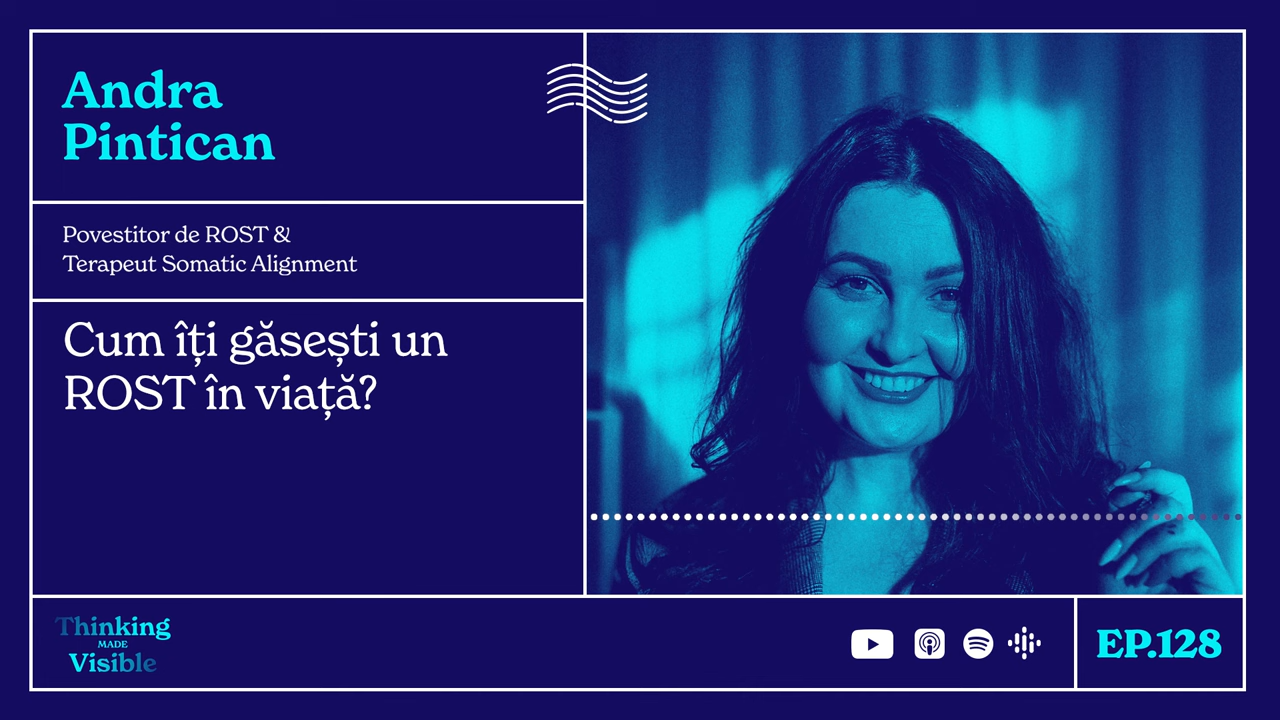 Andra
Pintican
Povestitor de ROST &
Terapeut Somatic Alignment
Cum îți găsești un
ROST în viață?
Thinking
MADE
Visible
EP.128